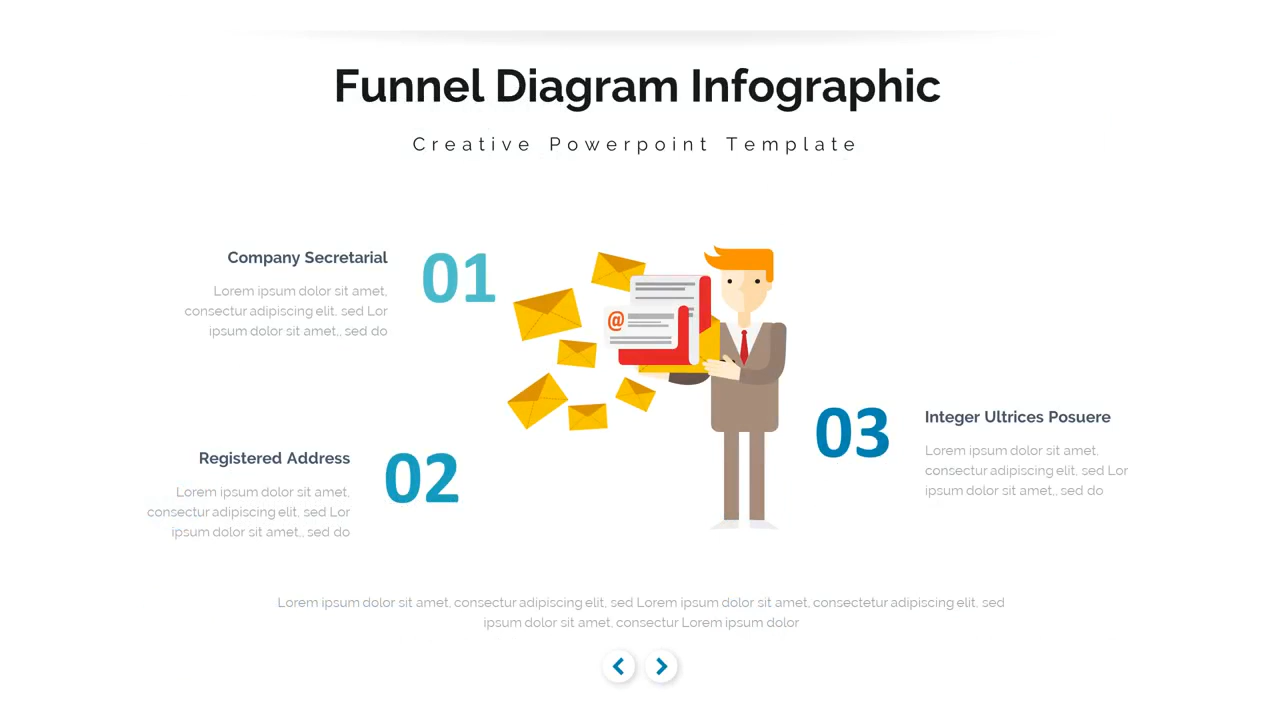 Funnel Diagram Infographic
Creative Powerpoint Template
Company Secretarial
01
Lorem ipsum dolor sit amet,
consectur adipiscing elit, sed Lor
ipsum dolor sit amet,, sed do
@
Registered Address
02
Lorem ipsum dolor sit amet,
consectur adipiscing elit, sed Lor
ipsum dolor sit amet,, sed do
03
Integer Ultrices Posuere
Lorem ipsum dolor sit amet,
consectur adipiscing elit, sed Lor
ipsum dolor sit amet,, sed do
Lorem ipsum dolor sit amet, consectur adipiscing elit, sed Lorem ipsum dolor sit amet, consectetur adipiscing elit, sed
ipsum dolor sit amet, consectur Lorem ipsum dolor